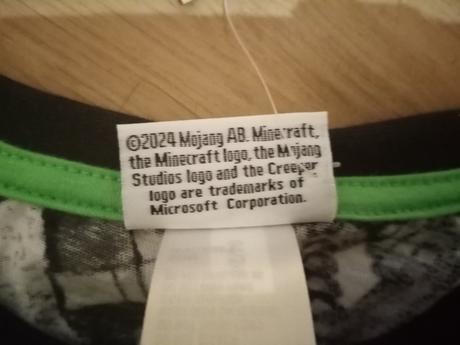 ©2024 Mojang AB. Minecraft,
the Minecraft logo, the Mojang
Studios logo and the Creeper
logo are trademarks of
Microsoft Corporation.